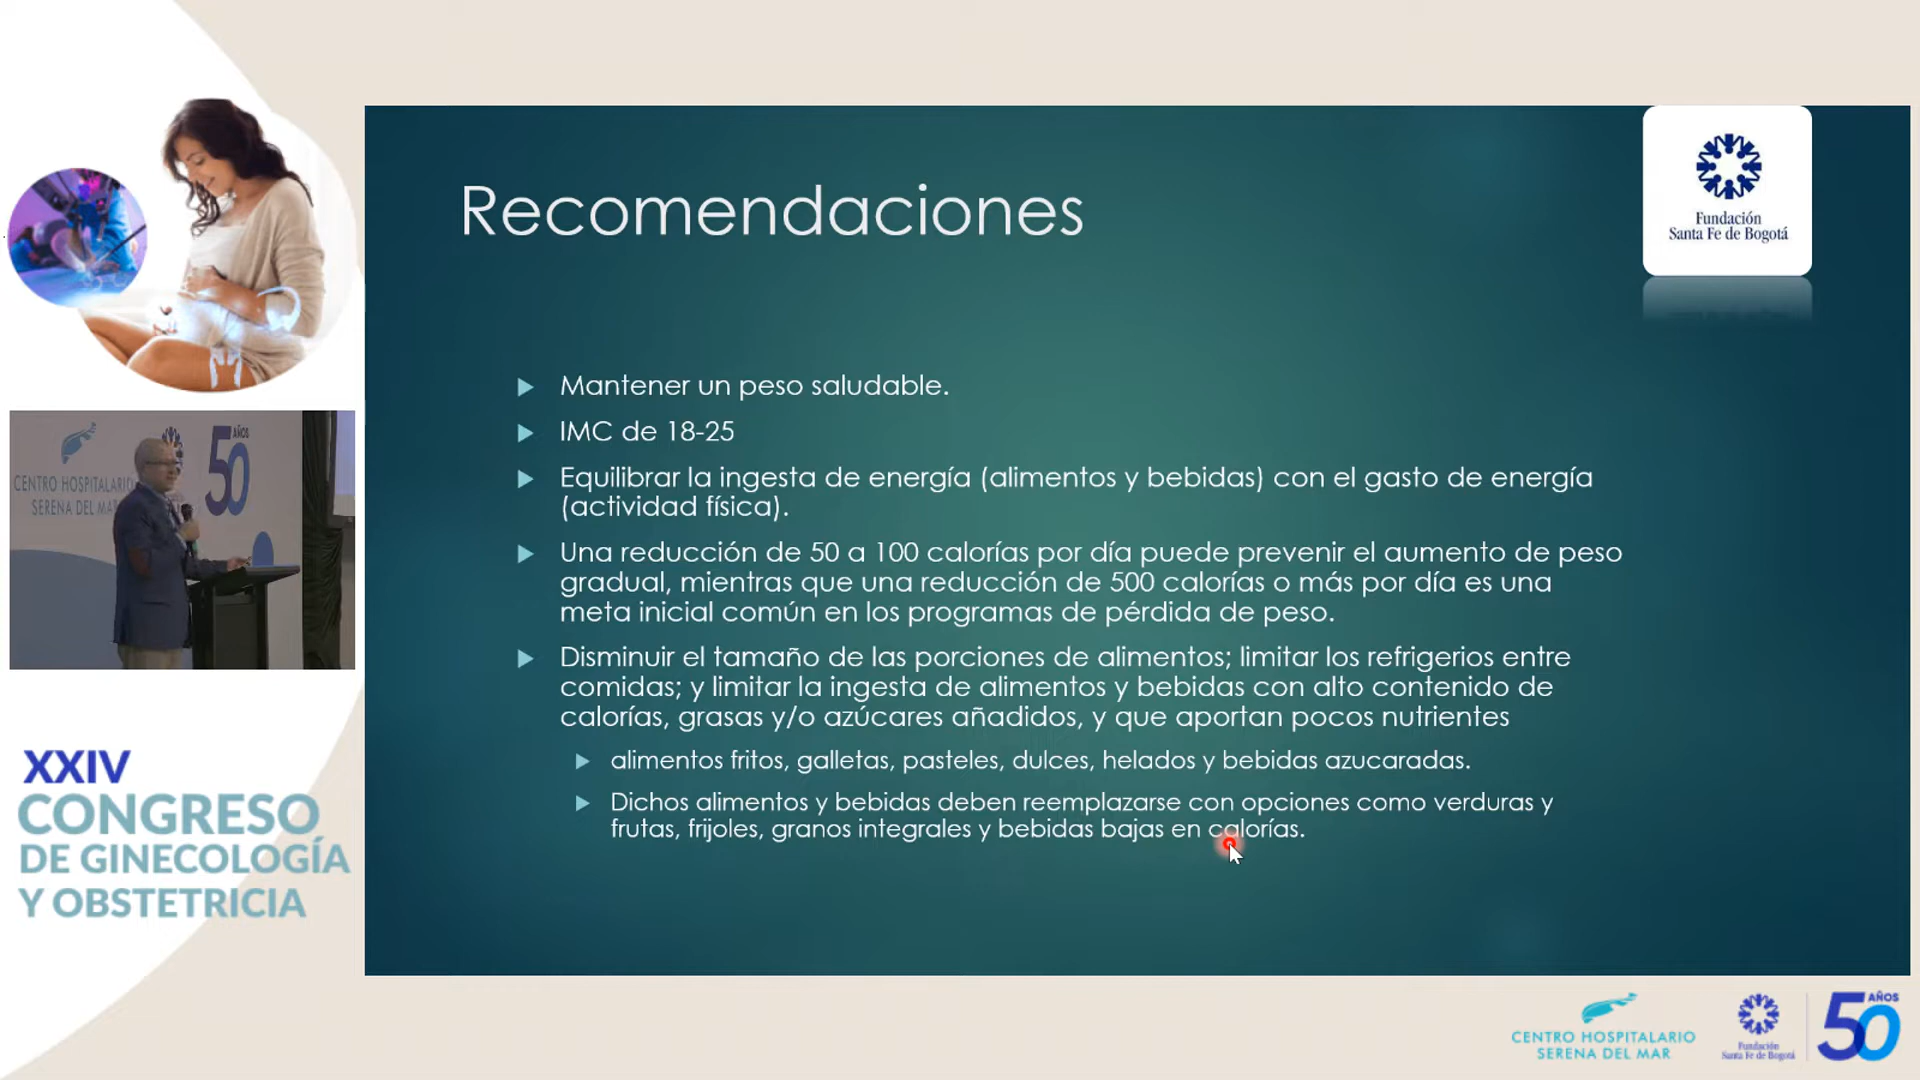 Recomendaciones
Fundación
Santa Fe de Bogotá
Mantener un peso saludable.
IMC de 18-25
Equilibrar la ingesta de energía (alimentos y bebidas) con el gasto de energía
(actividad física).
Una reducción de 50 a 100 calorías por día puede prevenir el aumento de peso
gradual, mientras que una reducción de 500 calorías o más por día es una
meta inicial común en los programas de pérdida de peso.
Disminuir el tamaño de las porciones de alimentos; limitar los refrigerios entre
comidas; y limitar la ingesta de alimentos y bebidas con alto contenido de
calorías, grasas y/o azúcares añadidos, y que aportan pocos nutrientes
alimentos fritos, galletas, pasteles, dulces, helados y bebidas azucaradas.
Dichos alimentos y bebidas deben reemplazarse con opciones como verduras y
frutas, frijoles, granos integrales y bebidas bajas en calorías.
CENTRO HOSPITALARIO
SERENA DEL MA
AÑOS
50
XXIV
CONGRESO
DE GINECOLOGÍA
Y OBSTETRICIA
CENTRO HOSPITALARIO
SERENA DEL MAR
Fundación
Santa Fe de Bogotá
AÑOS
50